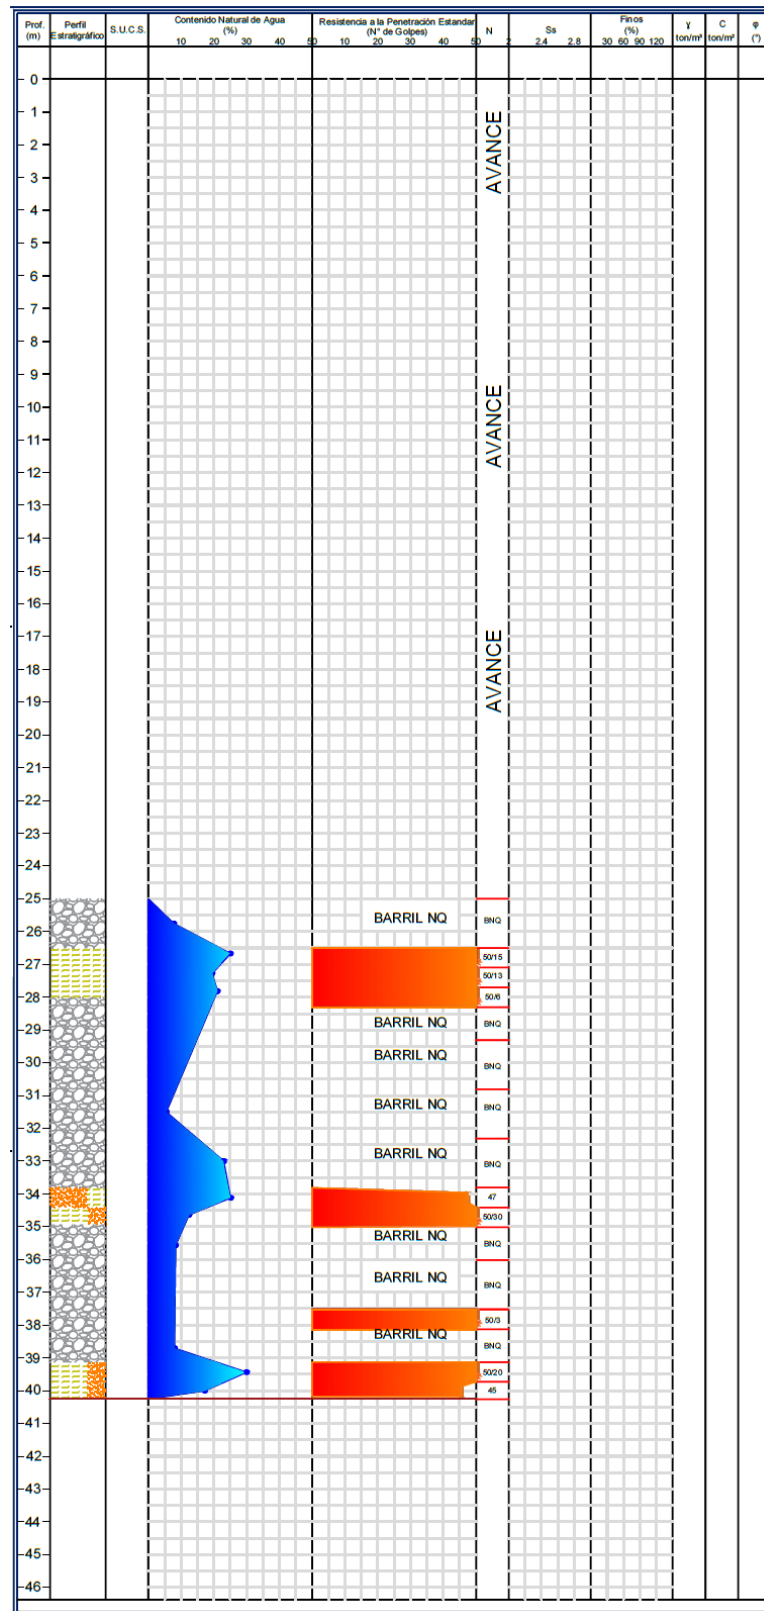 Prof.
(m)
Perfil
Estratigráfico
S.U.C.S.
Contenido Natural de Agua
(%)
10 20 30 40 50
Resistencia a la Penetración Estandar
(N° de Golpes)
10 20 30 40 50
N
Ss
2 2.4 2.8
Finos
(%)
30 60 90 120
ɣ
ton/m³
C
ton/m²
φ
(°)
0
1
2
3
4
5
6
7
8
9
10
11
12
13
14
15
16
17
18
19
20
21
22
23
24
25
26
27
28
29
30
31
32
33
34
35
36
37
38
39
40
41
42
43
44
45
46
AVANCE
AVANCE
AVANCE
BARRIL NQ
BNQ
50/15
50/13
50/6
BARRIL NQ
BNQ
BARRIL NQ
BNQ
BARRIL NQ
BNQ
BARRIL NQ
BNQ
47
50/30
BARRIL NQ
BNQ
BARRIL NQ
BNQ
50/3
BARRIL NQ
BNQ
50/20
45